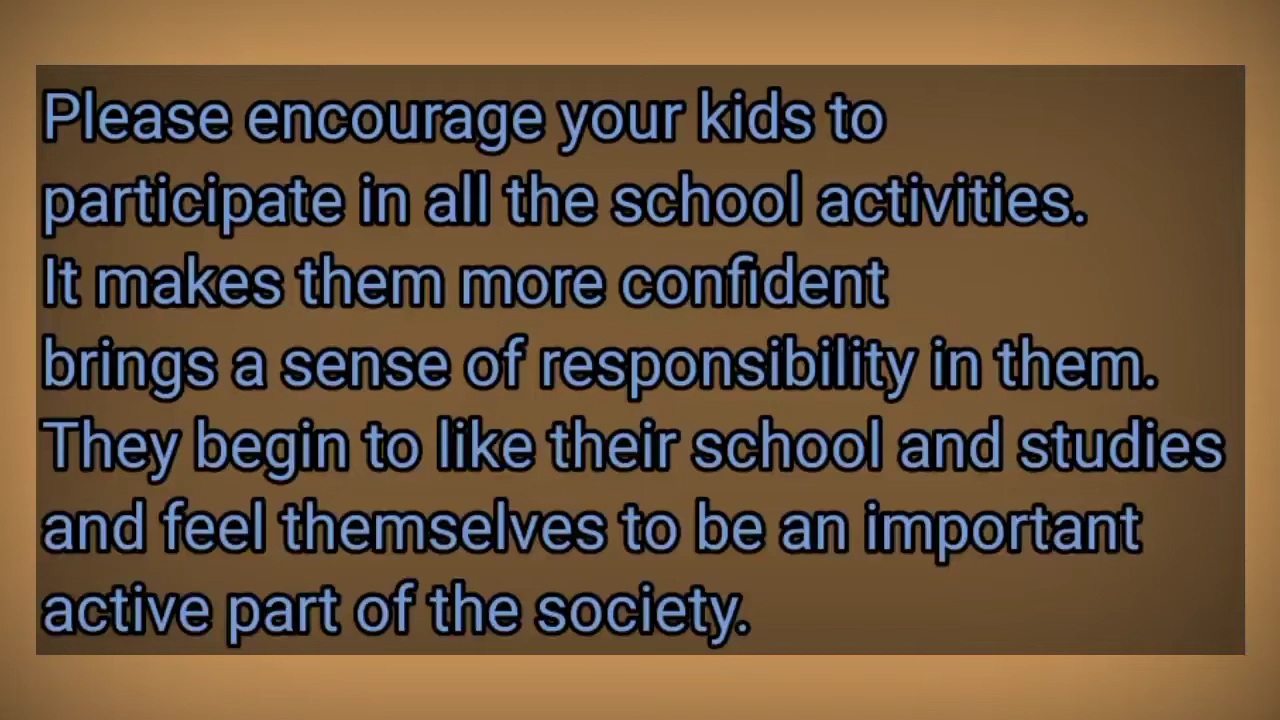 Please encourage your kids to
participate in all the school activities.
It makes them more confident
brings a sense of responsibility in them.
They begin to like their school and studies
and feel themselves to be an important
active part of the society.